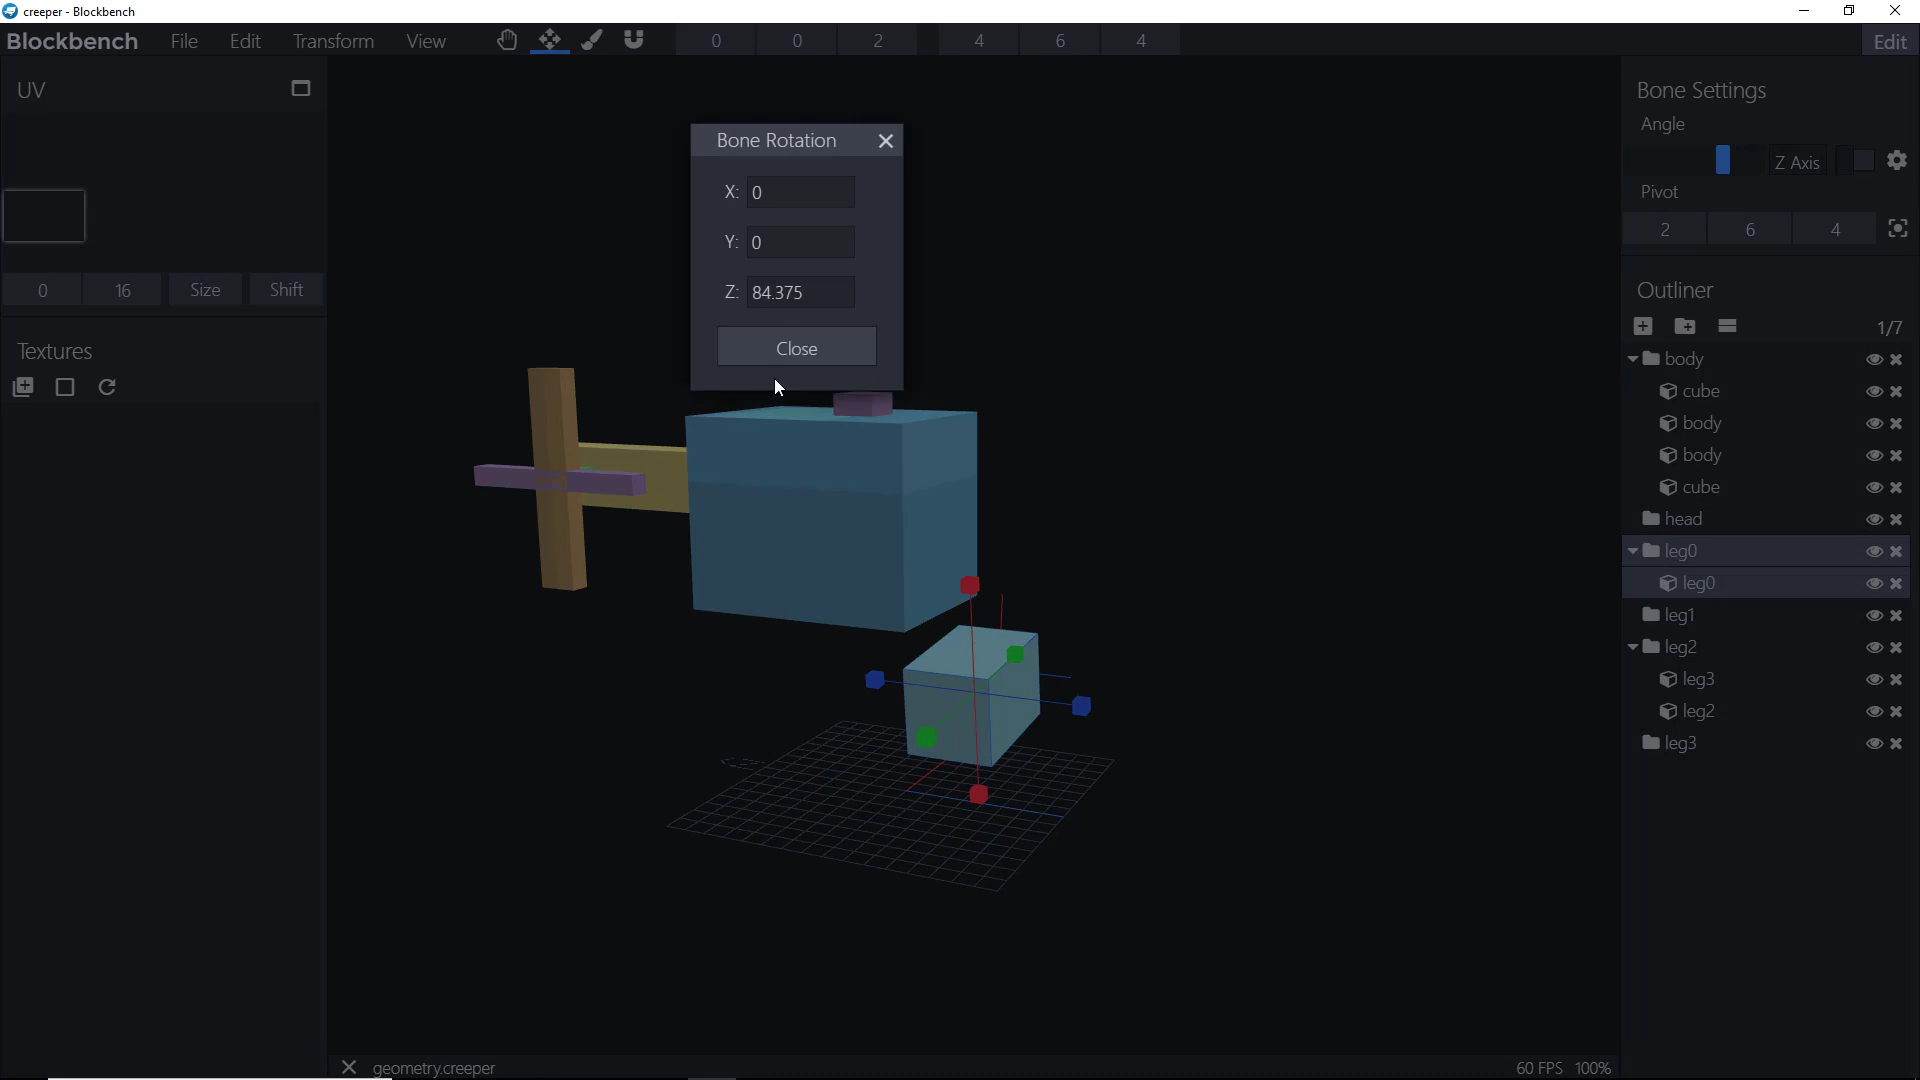 creeper - Blockbench
Blockbench File Edit Transform View 0 0 2 4 6 4 Edit
UV
0 16 Size Shift
Textures
Bone Rotation
X: 0
Y: 0
Z: 84.375
Close
Bone Settings
Angle
Z Axis
Pivot
2 6 4
Outliner
1/7
body
cube
body
body
cube
head
leg0
leg0
leg1
leg2
leg3
leg2
leg3
geometry.creeper 60 FPS 100%